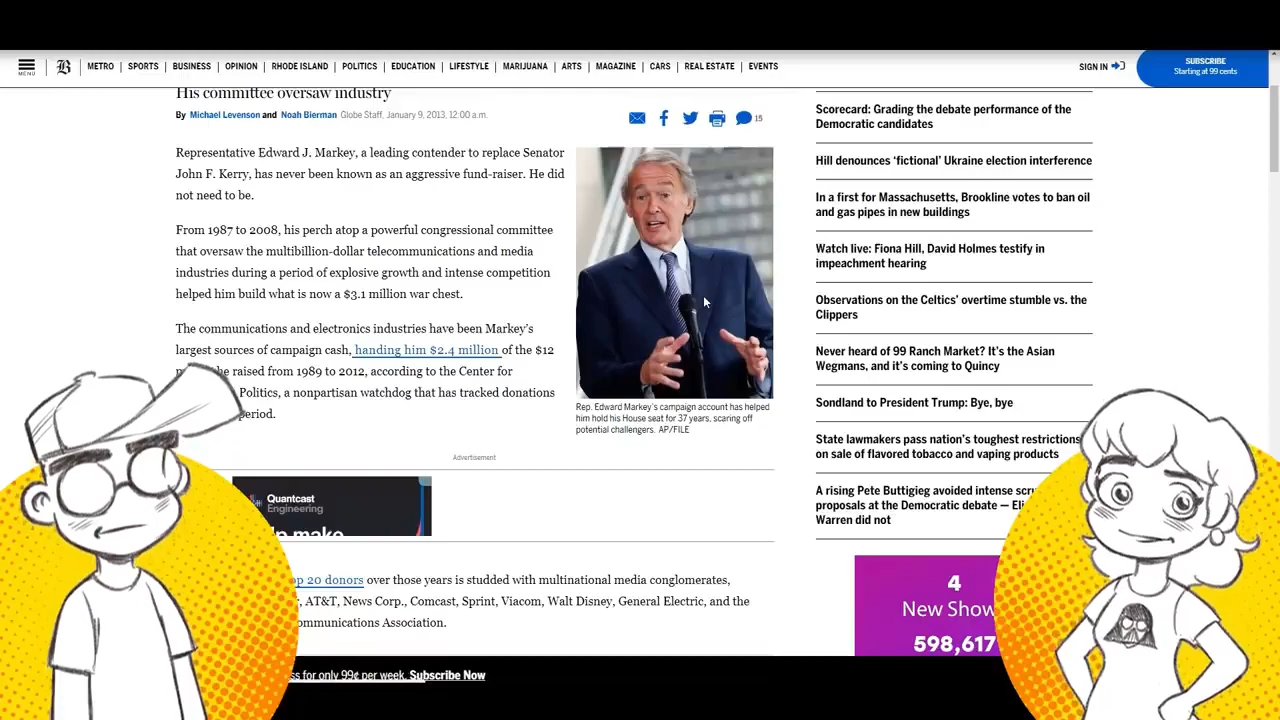 MENU
B
METRO
SPORTS
BUSINESS
OPINION
RHODE ISLAND
POLITICS
EDUCATION
LIFESTYLE
MARIJUANA
ARTS
MAGAZINE
CARS
REAL ESTATE
EVENTS
SIGN IN
SUBSCRIBE
Starting at 99 cents
His committee oversaw industry
By Michael Levenson and Noah Bierman Globe Staff, January 9, 2013, 12:00 a.m.
15
Representative Edward J. Markey, a leading contender to replace Senator
John F. Kerry, has never been known as an aggressive fund-raiser. He did
not need to be.
From 1987 to 2008, his perch atop a powerful congressional committee
that oversaw the multibillion-dollar telecommunications and media
industries during a period of explosive growth and intense competition
helped him build what is now a $3.1 million war chest.
The communications and electronics industries have been Markey's
largest sources of campaign cash, handing him $2.4 million of the $12
he raised from 1989 to 2012, according to the Center for
Politics, a nonpartisan watchdog that has tracked donations
period.
Rep. Edward Markey's campaign account has helped
him hold his House seat for 37 years, scaring off
potential challengers. AP/FILE
Advertisement
Quantcast
Engineering
make
20 donors over those years is studded with multinational media conglomerates,
AT&T, News Corp., Comcast, Sprint, Viacom, Walt Disney, General Electric, and the
Communications Association.
for only 99¢ per week. Subscribe Now
Scorecard: Grading the debate performance of the
Democratic candidates
Hill denounces 'fictional' Ukraine election interference
In a first for Massachusetts, Brookline votes to ban oil
and gas pipes in new buildings
Watch live: Fiona Hill, David Holmes testify in
impeachment hearing
Observations on the Celtics' overtime stumble vs. the
Clippers
Never heard of 99 Ranch Market? It's the Asian
Wegmans, and it's coming to Quincy
Sondland to President Trump: Bye, bye
State lawmakers pass nation's toughest restrictions
on sale of flavored tobacco and vaping products
A rising Pete Buttigieg avoided intense
proposals at the Democratic debate —
Warren did not
4
New
598,617